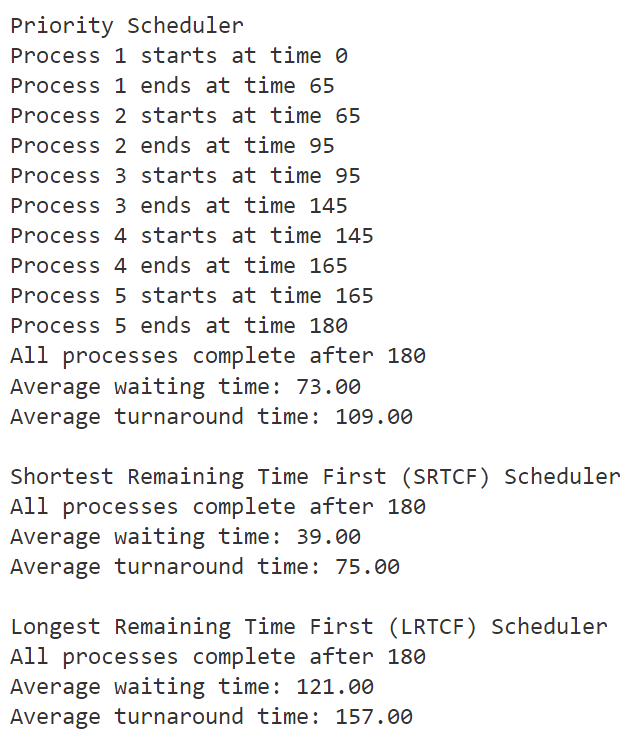 Priority Scheduler
Process 1 starts at time 0
Process 1 ends at time 65
Process 2 starts at time 65
Process 2 ends at time 95
Process 3 starts at time 95
Process 3 ends at time 145
Process 4 starts at time 145
Process 4 ends at time 165
Process 5 starts at time 165
Process 5 ends at time 180
All processes complete after 180
Average waiting time: 73.00
Average turnaround time: 109.00

Shortest Remaining Time First (SRTCF) Scheduler
All processes complete after 180
Average waiting time: 39.00
Average turnaround time: 75.00

Longest Remaining Time First (LRTCF) Scheduler
All processes complete after 180
Average waiting time: 121.00
Average turnaround time: 157.00